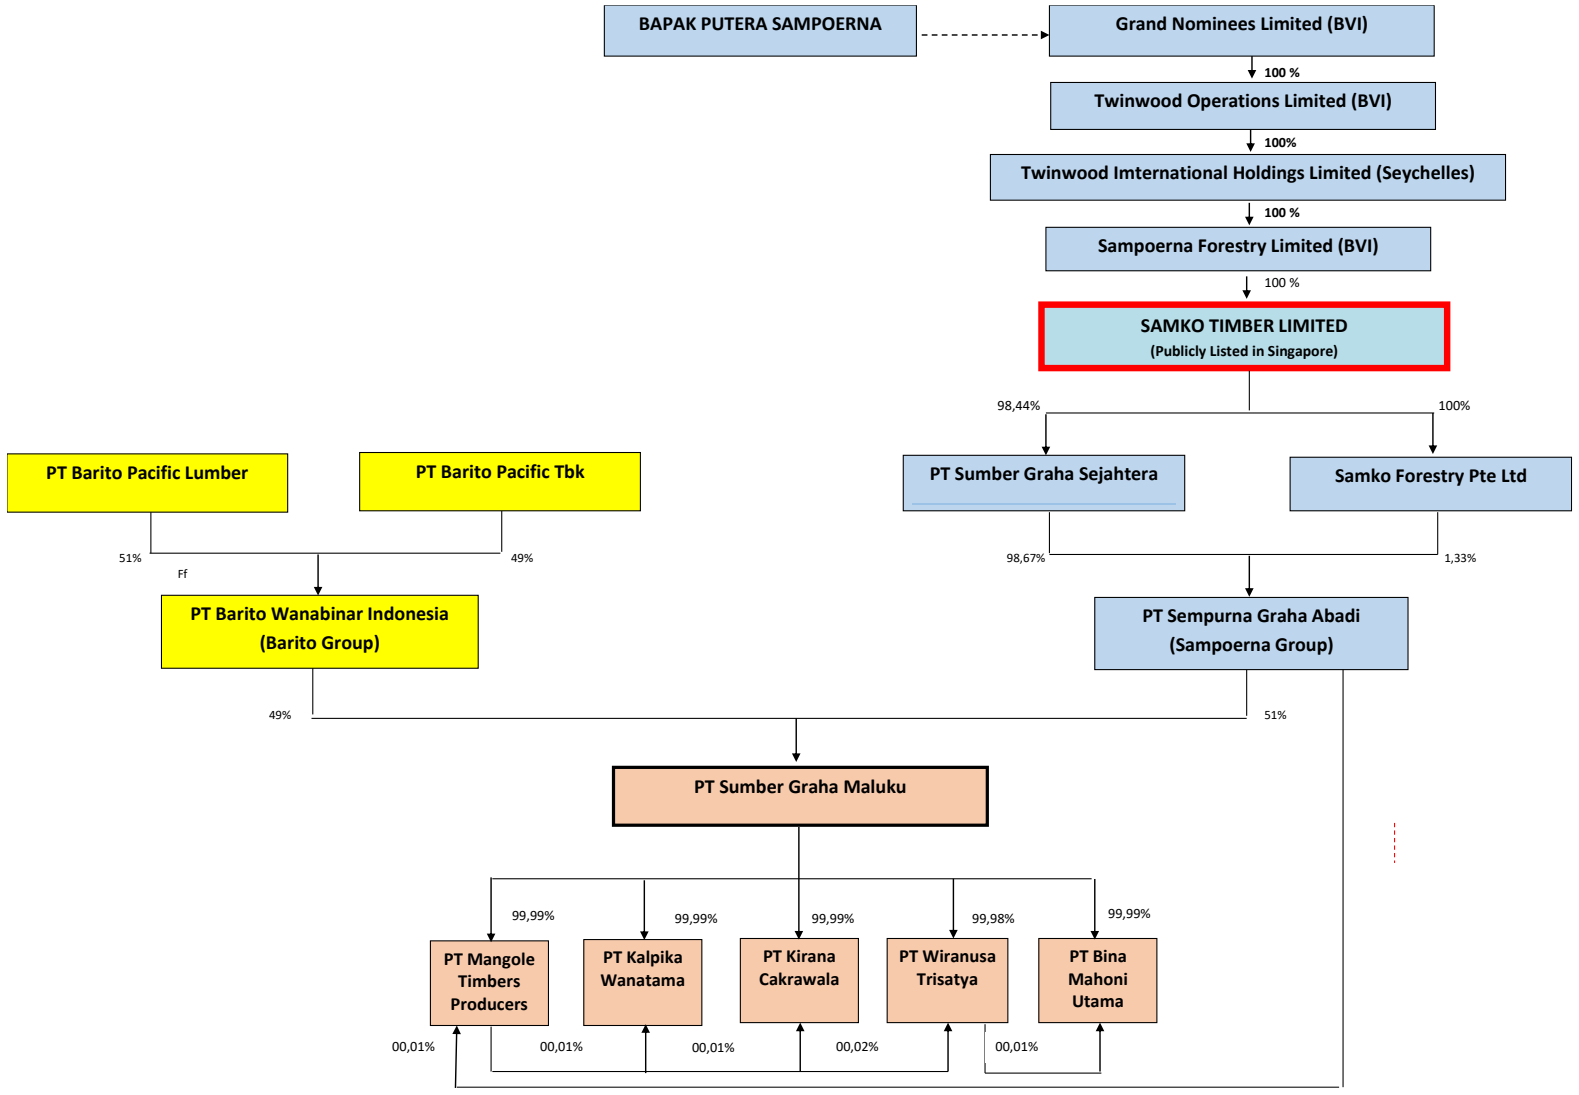 BAPAK PUTERA SAMPOERNA
Grand Nominees Limited (BVI)
100 %
Twinwood Operations Limited (BVI)
100%
Twinwood Imternational Holdings Limited (Seychelles)
100 %
Sampoerna Forestry Limited (BVI)
100 %
SAMKO TIMBER LIMITED
(Publicly Listed in Singapore)
98,44%
100%
PT Barito Pacific Lumber
PT Barito Pacific Tbk
PT Sumber Graha Sejahtera
Samko Forestry Pte Ltd
51%
49%
98,67%
1,33%
Ff
PT Barito Wanabinar Indonesia
(Barito Group)
PT Sempurna Graha Abadi
(Sampoerna Group)
49%
51%
PT Sumber Graha Maluku
99,99%
99,99%
99,99%
99,98%
99,99%
PT Mangole
Timbers
Producers
PT Kalpika
Wanatama
PT Kirana
Cakrawala
PT Wiranusa
Trisatya
PT Bina
Mahoni
Utama
00,01%
00,01%
00,01%
00,02%
00,01%